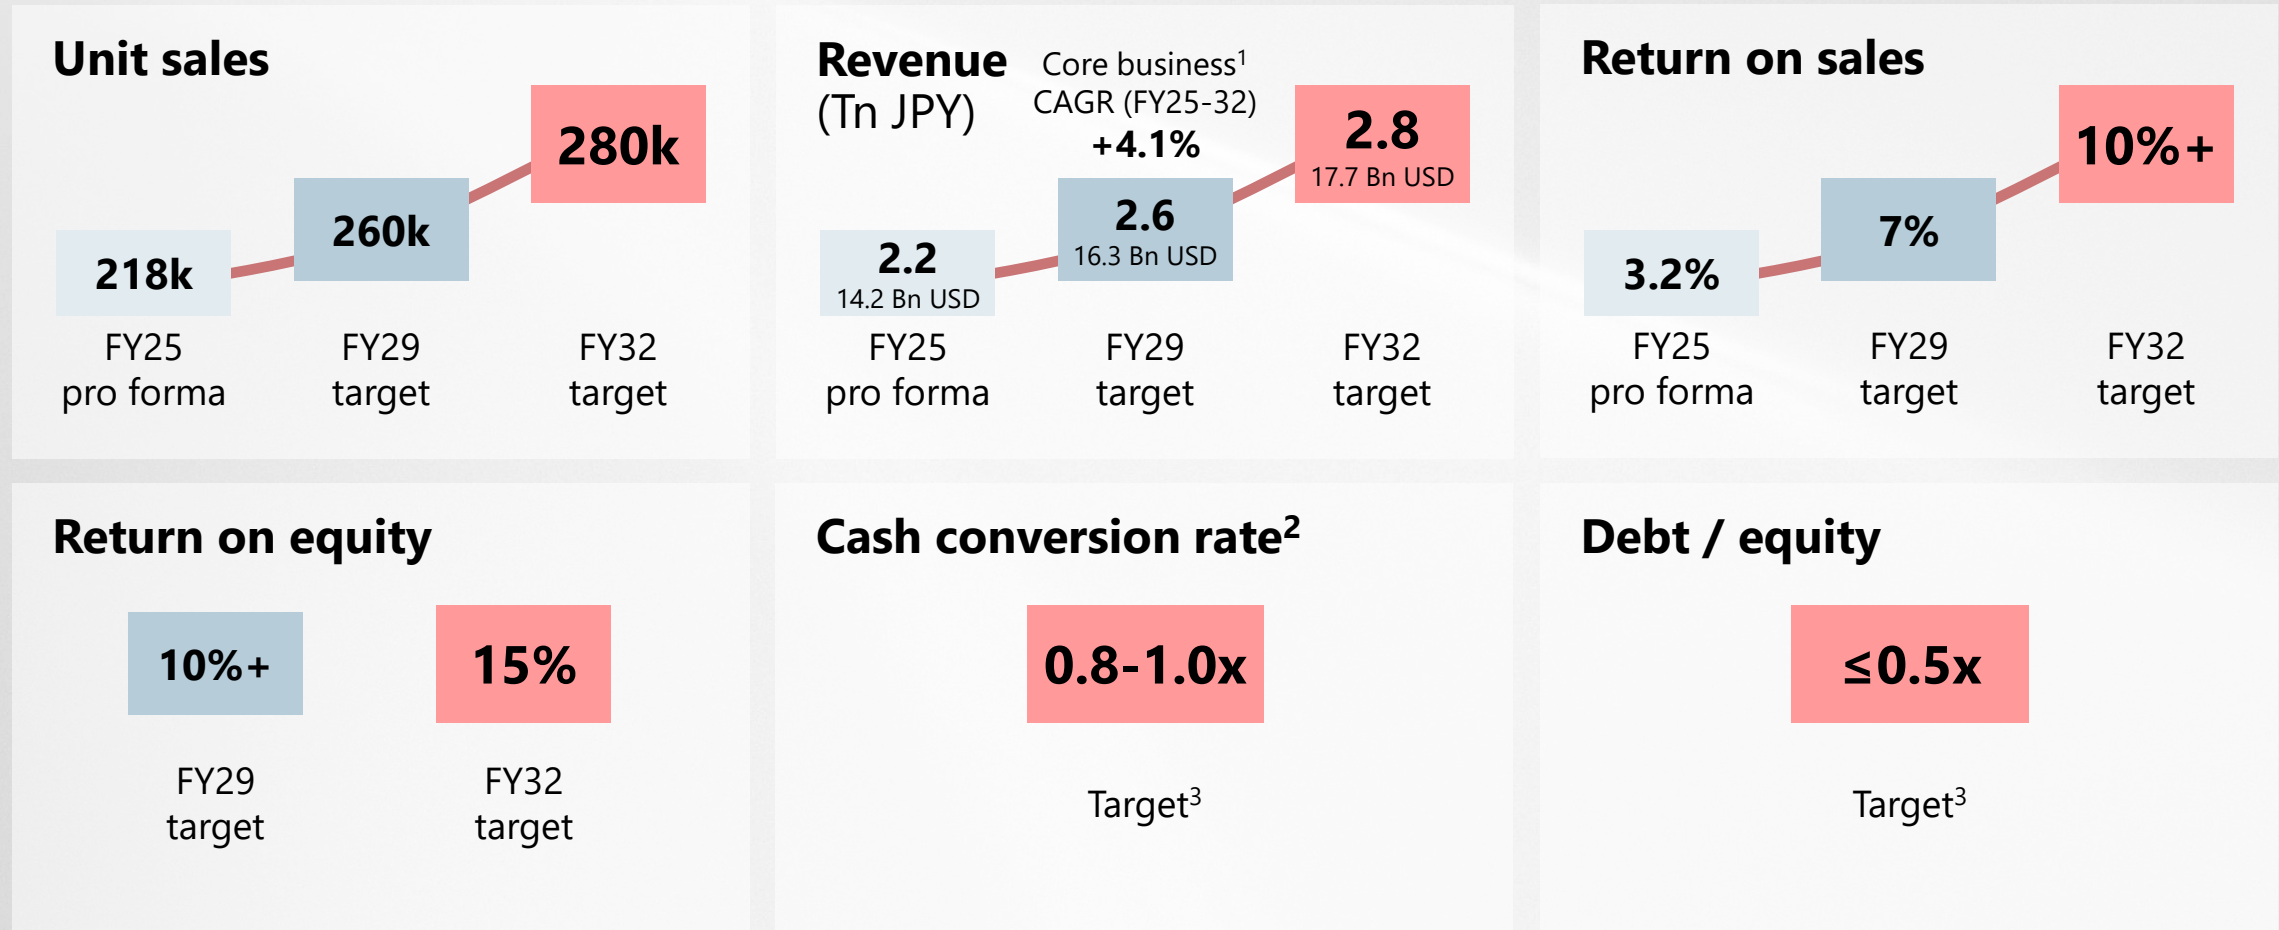 Unit sales
218k
FY25
pro forma
260k
FY29
target
280k
FY32
target
Revenue
(Tn JPY)
Core business¹
CAGR (FY25-32)
+4.1%
2.2
14.2 Bn USD
FY25
pro forma
2.6
16.3 Bn USD
FY29
target
2.8
17.7 Bn USD
FY32
target
Return on sales
3.2%
FY25
pro forma
7%
FY29
target
10%+
FY32
target
Return on equity
10%+
FY29
target
15%
FY32
target
Cash conversion rate²
0.8-1.0x
Target³
Debt / equity
≤0.5x
Target³